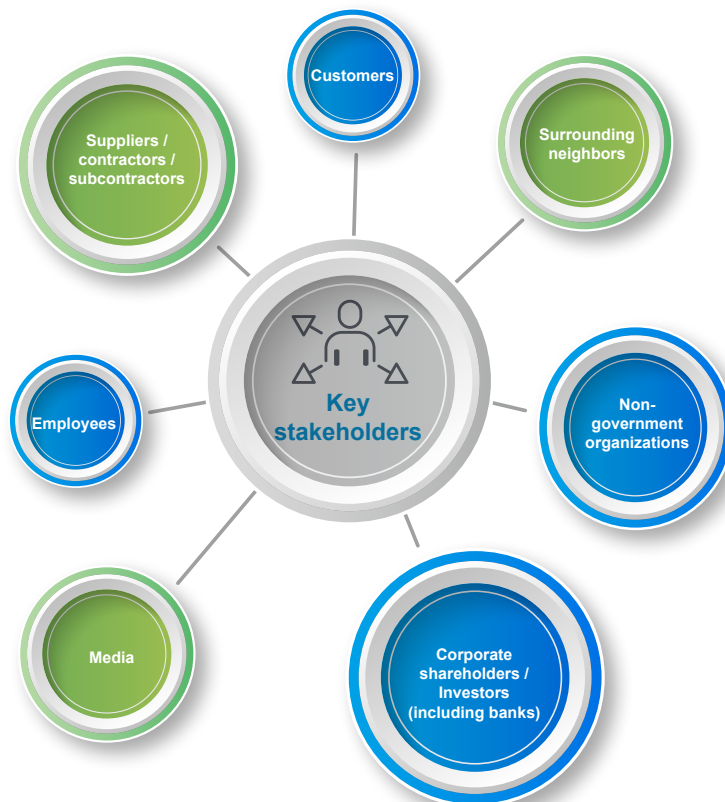 Customers
Suppliers /
contractors /
subcontractors
Surrounding
neighbors
Key
stakeholders
Employees
Non-
government
organizations
Media
Corporate
shareholders /
Investors
(including banks)